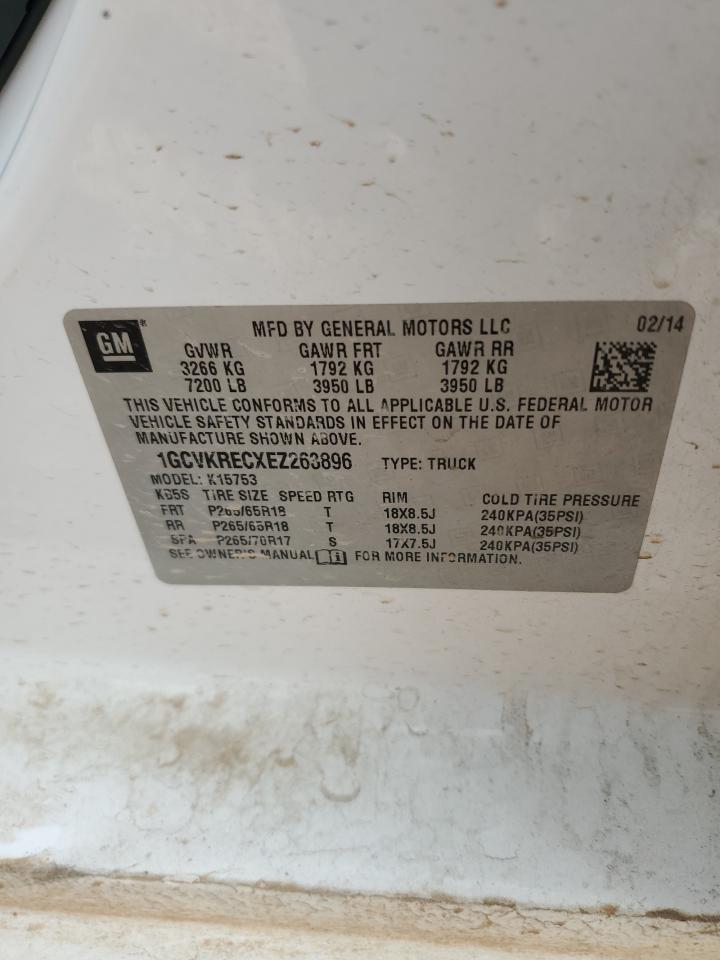 GM ® MFD BY GENERAL MOTORS LLC 02/14
GVWR GAWR FRT GAWR RR
3266 KG 1792 KG 1792 KG
7200 LB 3950 LB 3950 LB
THIS VEHICLE CONFORMS TO ALL APPLICABLE U.S. FEDERAL MOTOR
VEHICLE SAFETY STANDARDS IN EFFECT ON THE DATE OF
MANUFACTURE SHOWN ABOVE.
1GCVKRECXEZ263896 TYPE: TRUCK
MODEL: K15753
TIRE SIZE SPEED RTG RIM COLD TIRE PRESSURE
FRT P265/65R18 T 18X8.5J 240KPA(35PSI)
RR P265/65R18 T 18X8.5J 240KPA(35PSI)
SPA P265/70R17 S 17X7.5J 240KPA(35PSI)
SEE OWNER'S MANUAL FOR MORE INFORMATION.